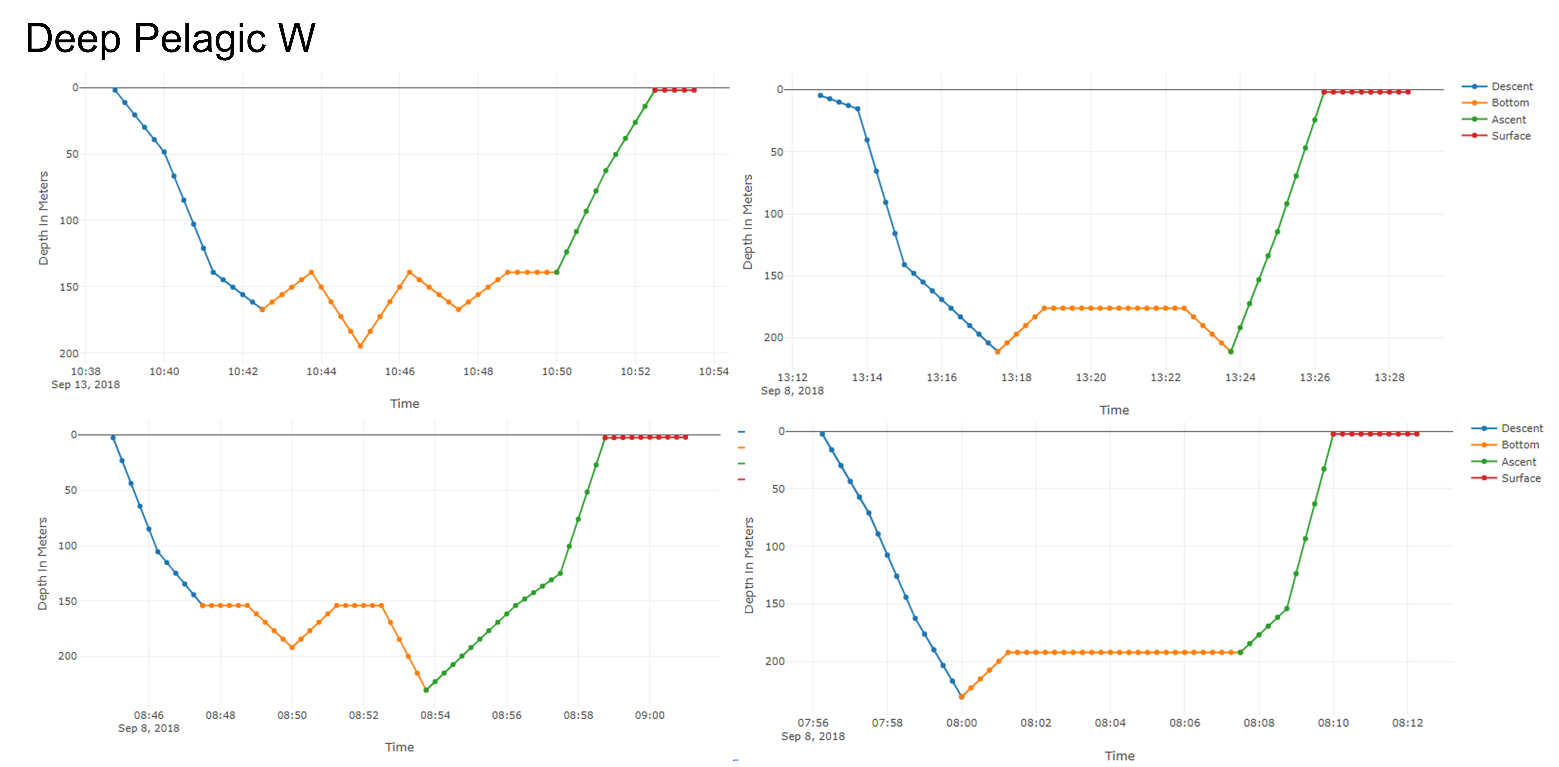 Deep Pelagic W
0
50
100
150
200
Depth In Meters
10:38 10:40 10:42 10:44 10:46 10:48 10:50 10:52 10:54
Sep 13, 2018
Time
0
50
100
150
200
Depth In Meters
13:12 13:14 13:16 13:18 13:20 13:22 13:24 13:26 13:28
Sep 8, 2018
Time
Descent
Bottom
Ascent
Surface
0
50
100
150
200
Depth In Meters
08:46 08:48 08:50 08:52 08:54 08:56 08:58 09:00
Sep 8, 2018
Time
0
50
100
150
200
Depth In Meters
07:56 07:58 08:00 08:02 08:04 08:06 08:08 08:10 08:12
Sep 8, 2018
Time
Descent
Bottom
Ascent
Surface